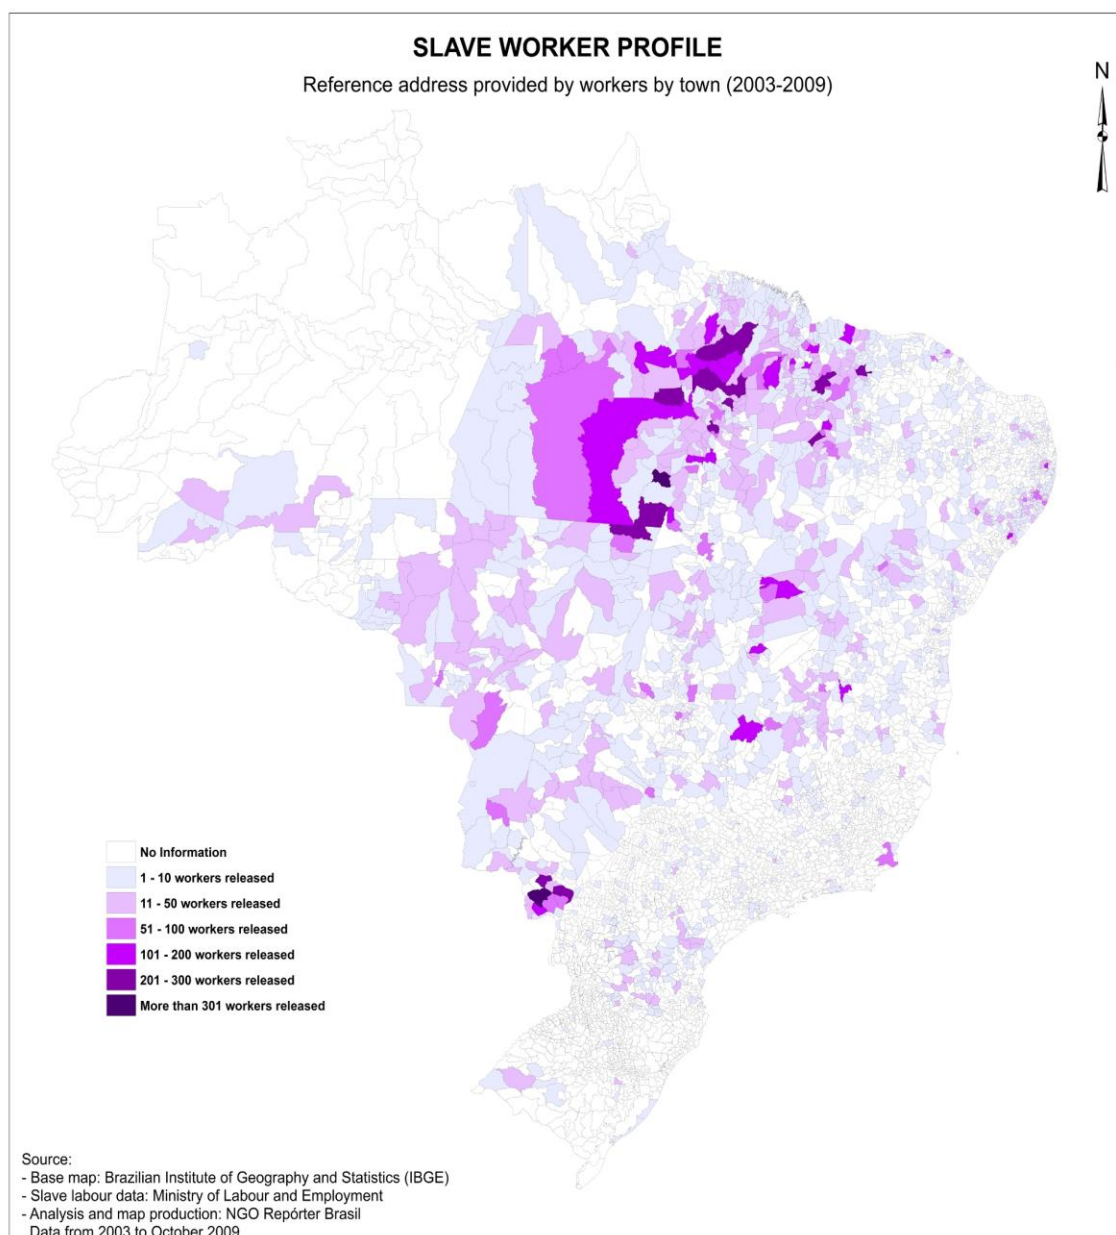 SLAVE WORKER PROFILE
Reference address provided by workers by town (2003-2009)
N
No Information
1 - 10 workers released
11 - 50 workers released
51 - 100 workers released
101 - 200 workers released
201 - 300 workers released
More than 301 workers released
Source:
- Base map: Brazilian Institute of Geography and Statistics (IBGE)
- Slave labour data: Ministry of Labour and Employment
- Analysis and map production: NGO Repórter Brasil
Data from 2003 to October 2009